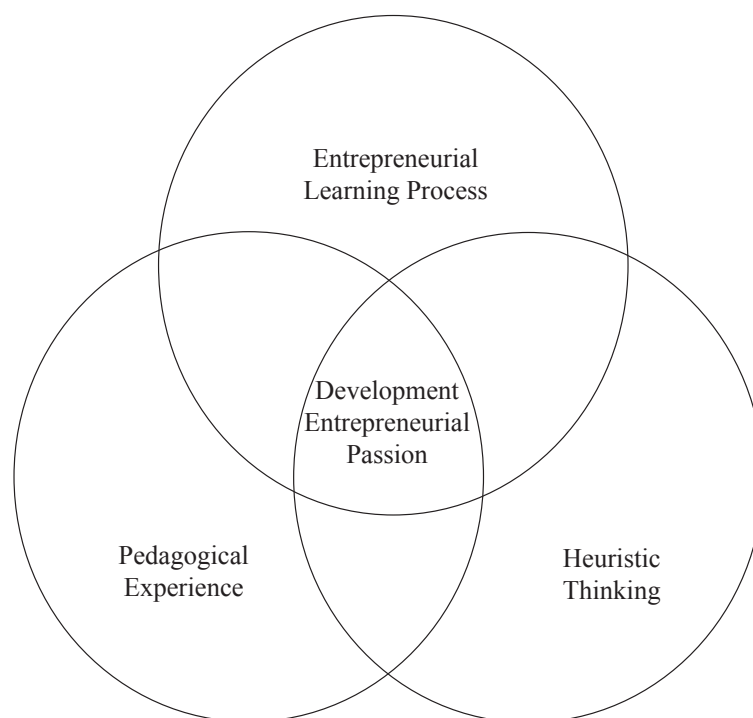 Entrepreneurial
Learning Process
Development
Entrepreneurial
Passion
Pedagogical
Experience
Heuristic
Thinking